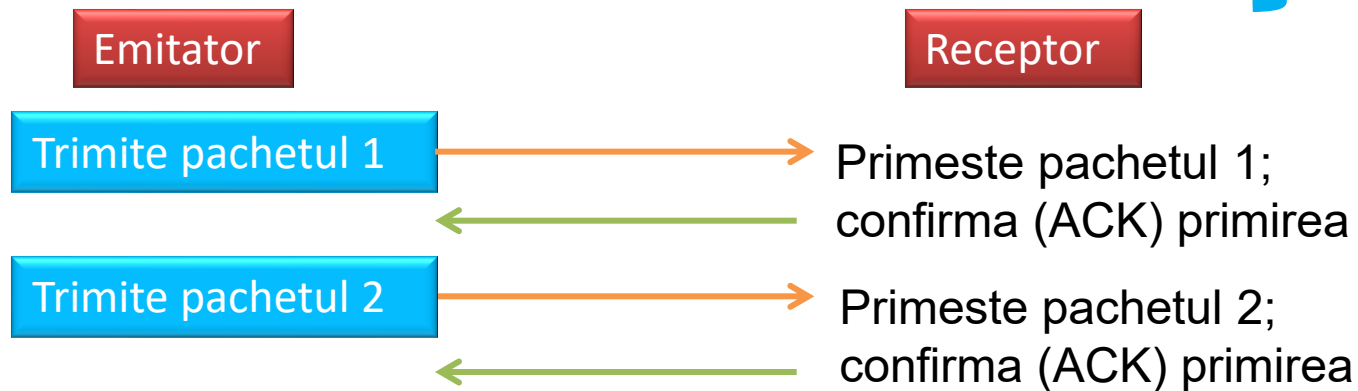 Emitator
Receptor
Trimite pachetul 1
Primeste pachetul 1;
confirma (ACK) primirea
Trimite pachetul 2
Primeste pachetul 2;
confirma (ACK) primirea